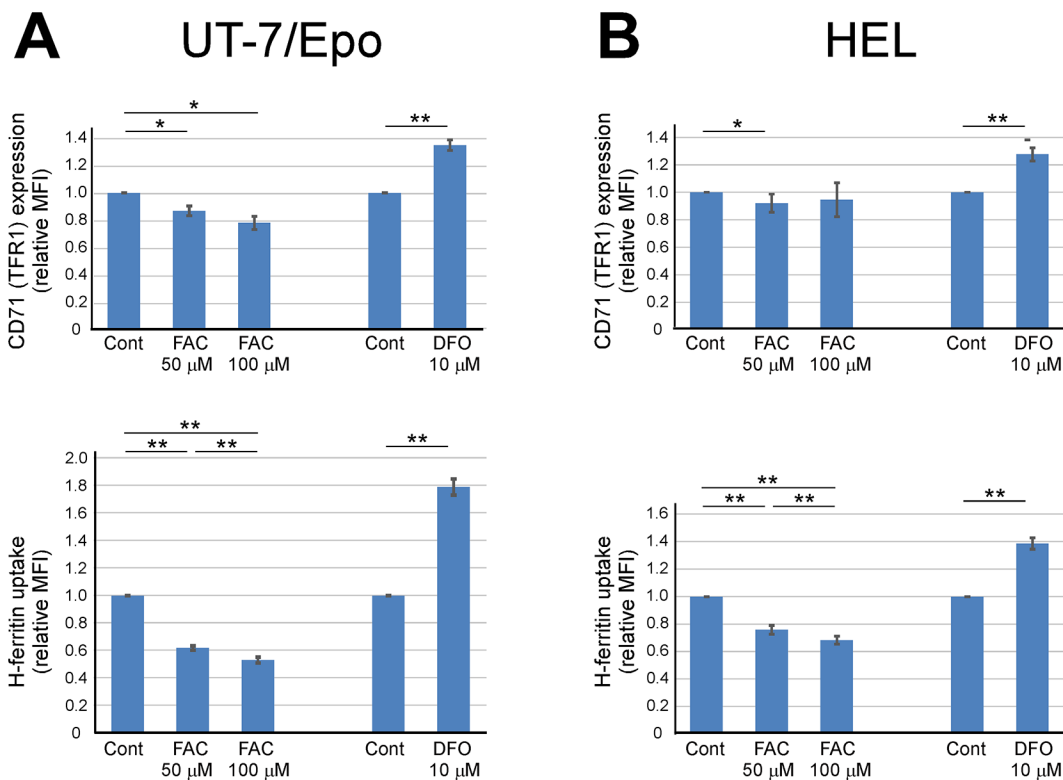 A
UT-7/Epo
CD71 (TFR1) expression
(relative MFI)
*
*
**
1.4
1.2
1.0
0.8
0.6
0.4
0.2
0
Cont
FAC
50 µM
FAC
100 µM
Cont
DFO
10 µM
H-ferritin uptake
(relative MFI)
**
**
**
**
2.0
1.8
1.6
1.4
1.2
1.0
0.8
0.6
0.4
0.2
0
Cont
FAC
50 µM
FAC
100 µM
Cont
DFO
10 µM
B
HEL
CD71 (TFR1) expression
(relative MFI)
*
**
1.4
1.2
1.0
0.8
0.6
0.4
0.2
0
Cont
FAC
50 µM
FAC
100 µM
Cont
DFO
10 µM
H-ferritin uptake
(relative MFI)
**
**
**
**
1.6
1.4
1.2
1.0
0.8
0.6
0.4
0.2
0
Cont
FAC
50 µM
FAC
100 µM
Cont
DFO
10 µM